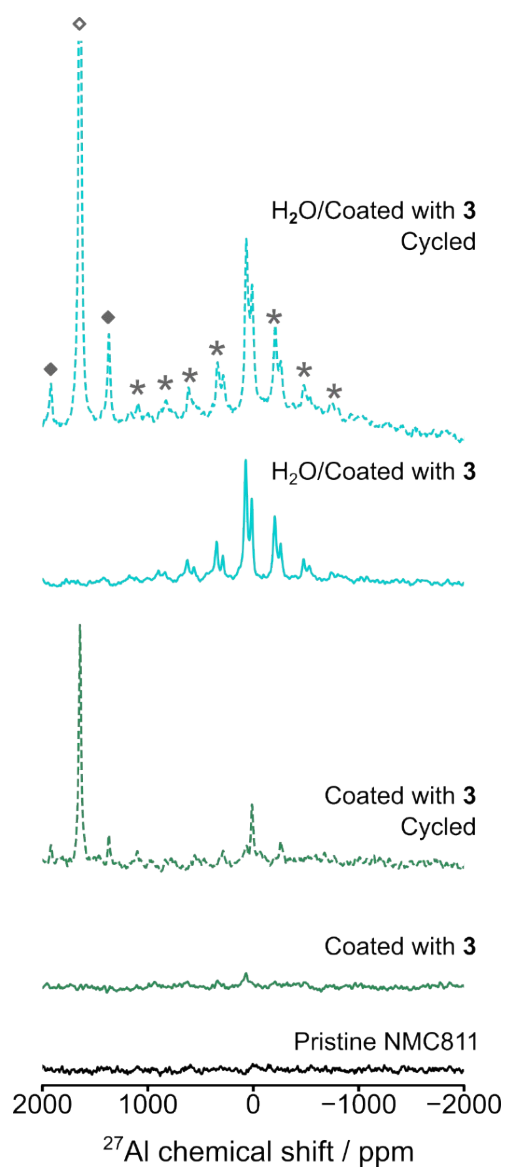 H₂O/Coated with 3
Cycled
H₂O/Coated with 3
Coated with 3
Cycled
Coated with 3
Pristine NMC811
2000 1000 0 −1000 −2000
²⁷Al chemical shift / ppm